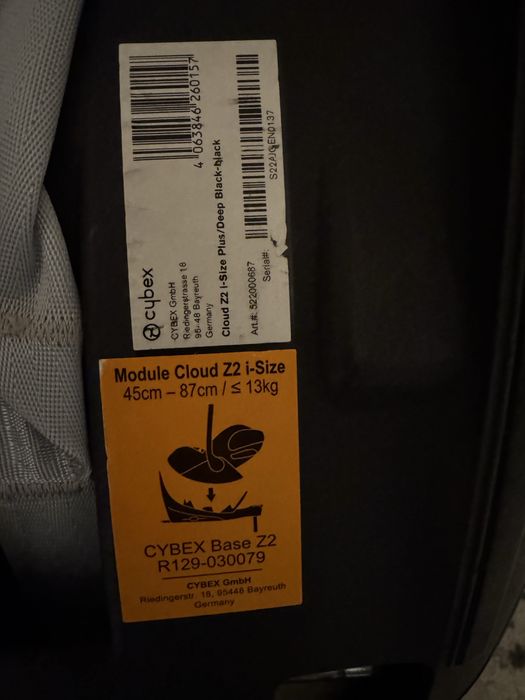 4 063846 260157
cybex
CYBEX GmbH
Riedingerstrasse 18
95 48 Bayreuth
Germany
Cloud Z2 i-Size Plus/Deep Black-black
Art.#: 522000687
Serial#:
Module Cloud Z2 i-Size
45cm – 87cm / ≤ 13kg
CYBEX Base Z2
R129-030079
CYBEX GmbH
Riedingerstr. 18, 95448 Bayreuth
Germany